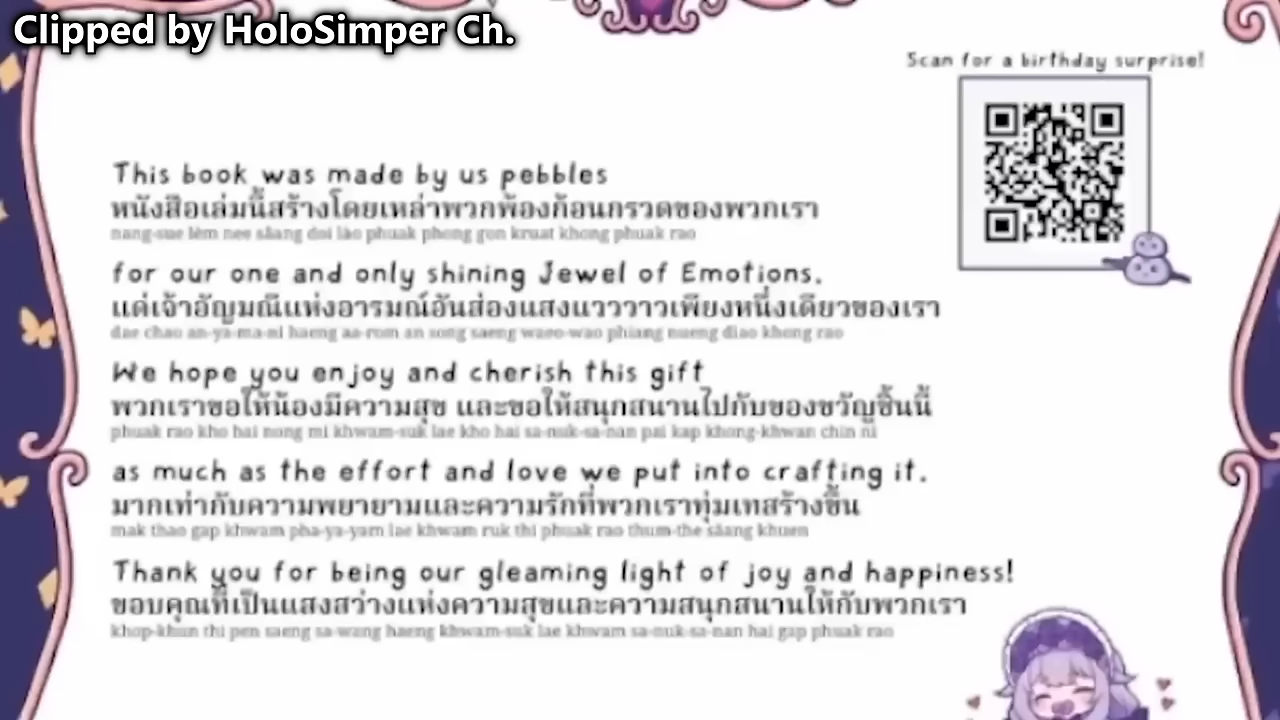 Clipped by HoloSimper Ch.
Scan for a birthday surprise!
This book was made by us pebbles
หนังสือเล่มนี้สร้างโดยเหล่าพวกพ้องก้อนกรวดของพวกเรา
nang-sue lem nee sâang doi lào phuak phong gon kruat khong phuak rao
for our one and only shining Jewel of Emotions.
แด่เจ้าอัญมณีแห่งอารมณ์อันส่องแสงแวววาวเพียงหนึ่งเดียวของเรา
dae chau an-ya-ma-ni haeng aa-rom an song saeng waeo-wao phiang nueng diao khong rao
We hope you enjoy and cherish this gift
พวกเราขอให้น้องมีความสุข และขอให้สนุกสนานไปกับของขวัญชิ้นนี้
phuak rao kho hai nong mi khwam-suk lae kho hai sa-nuk-sa-nan pai kap khong-khwan chin ni
as much as the effort and love we put into crafting it.
มากเท่ากับความพยายามและความรักที่พวกเราทุ่มเทสร้างขึ้น
mak thao gap khwam pha-ya-yam lae khwam ruk thi phuak rao thum-the sâang khuen
Thank you for being our gleaming light of joy and happiness!
ขอบคุณที่เป็นแสงสว่างแห่งความสุขและความสนุกสนานให้กับพวกเรา
khop-khun thi pen saeng sa-wang haeng khwam-suk lae khwam sa-nuk-sa-nan hai gap phuak rao